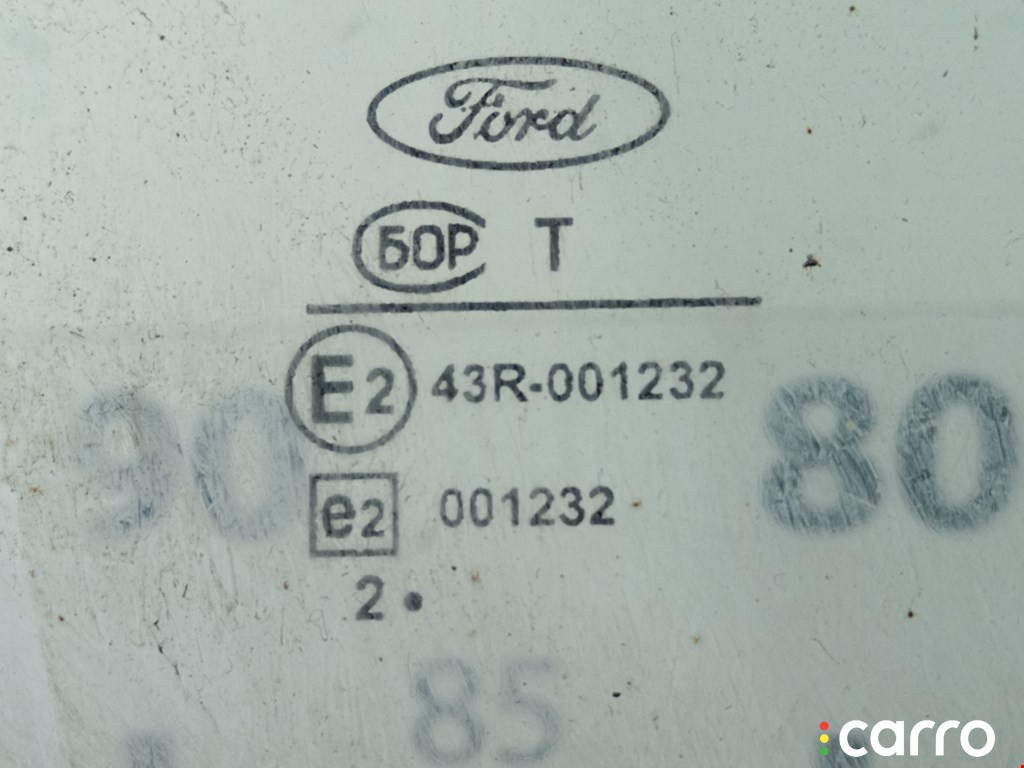 Ford
БОР T
E2 43R-001232
90 80
e2 001232
2 •
85
carro